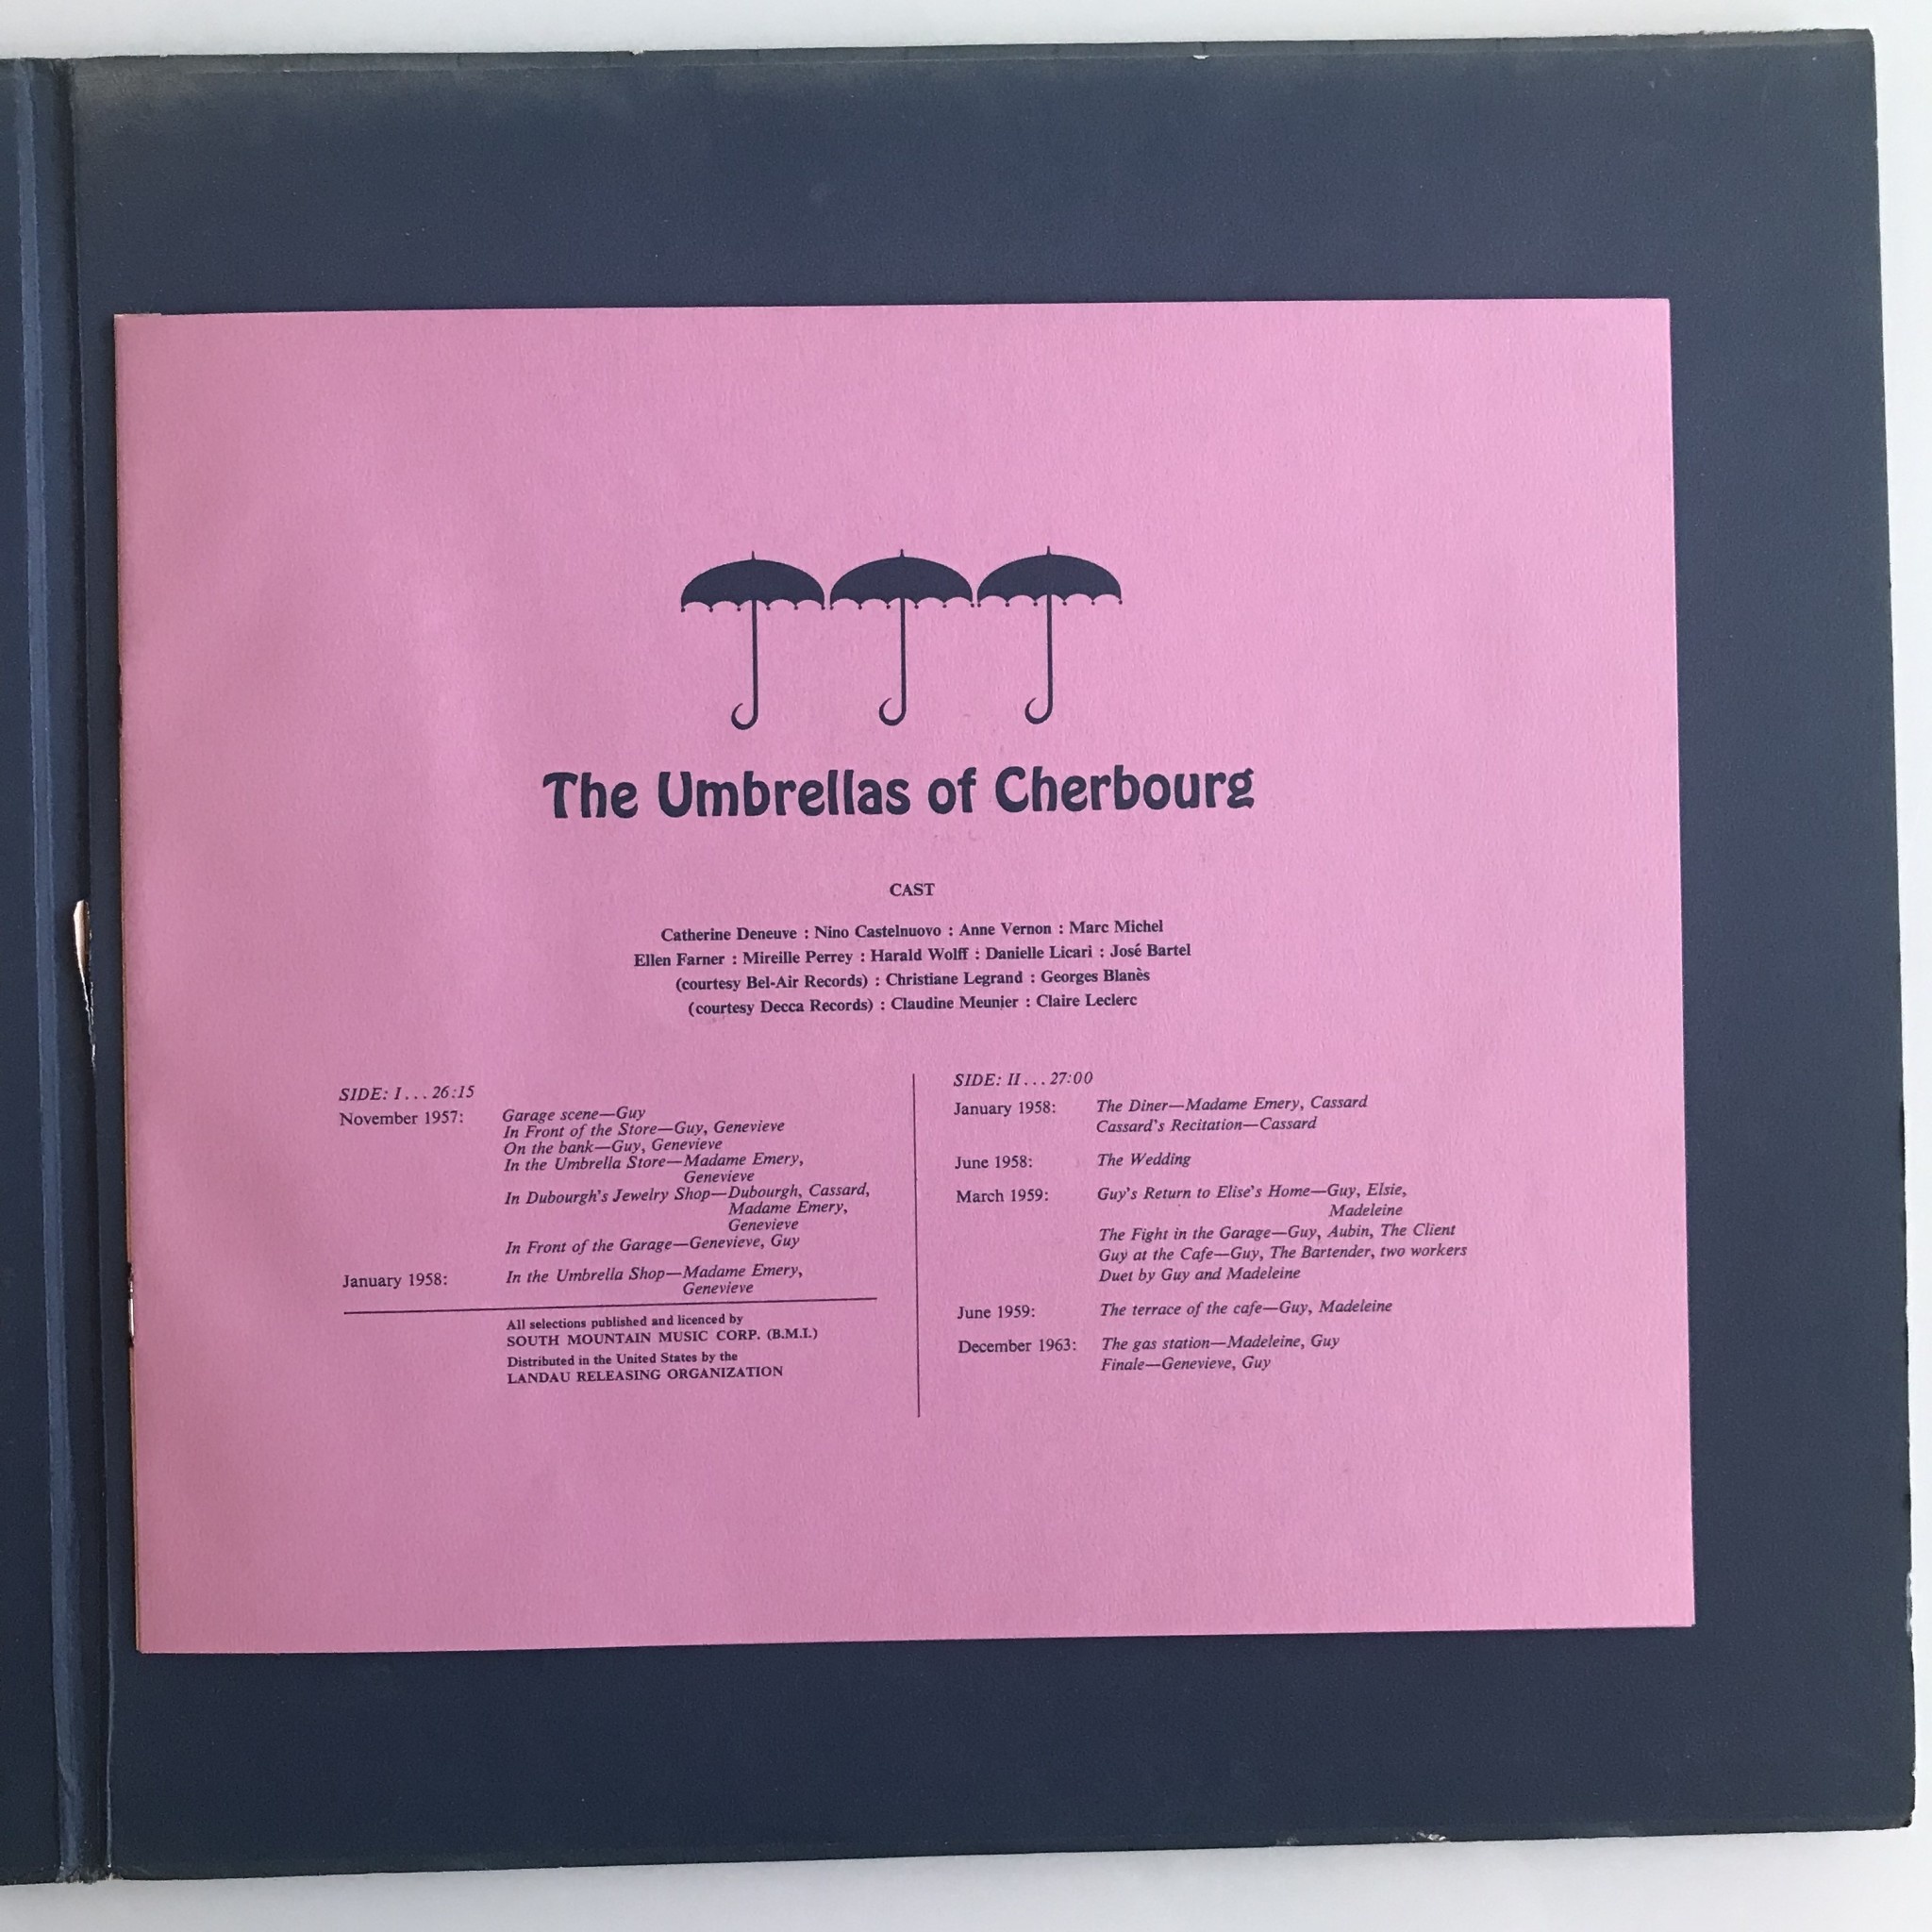 The Umbrellas of Cherbourg
CAST
Catherine Deneuve : Nino Castelnuovo : Anne Vernon : Marc Michel
Ellen Farner : Mireille Perrey : Harald Wolff : Danielle Licari : José Bartel
(courtesy Bel-Air Records) : Christiane Legrand : Georges Blanès
(courtesy Decca Records) : Claudine Meunier : Claire Leclerc
SIDE: I . . . 26:15
November 1957: Garage scene—Guy
In Front of the Store—Guy, Genevieve
On the bank—Guy, Genevieve
In the Umbrella Store—Madame Emery,
Genevieve
In Dubourgh's Jewelry Shop—Dubourgh, Cassard,
Madame Emery,
Genevieve
In Front of the Garage—Genevieve, Guy
January 1958: In the Umbrella Shop—Madame Emery,
Genevieve
All selections published and licenced by
SOUTH MOUNTAIN MUSIC CORP. (B.M.I.)
Distributed in the United States by the
LANDAU RELEASING ORGANIZATION
SIDE: II . . . 27:00
January 1958: The Diner—Madame Emery, Cassard
Cassard's Recitation—Cassard
June 1958: The Wedding
March 1959: Guy's Return to Elise's Home—Guy, Elsie,
Madeleine
The Fight in the Garage—Guy, Aubin, The Client
Guy at the Cafe—Guy, The Bartender, two workers
Duet by Guy and Madeleine
June 1959: The terrace of the cafe—Guy, Madeleine
December 1963: The gas station—Madeleine, Guy
Finale—Genevieve, Guy